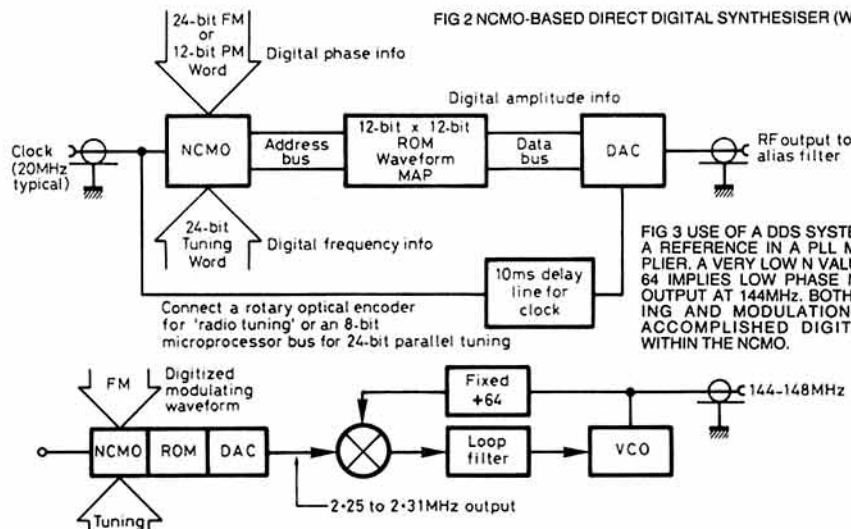 FIG 2 NCMO-BASED DIRECT DIGITAL SYNTHESISER (W
24-bit FM
or
12-bit PM
Word
Digital phase info
Digital amplitude info
Clock
(20MHz
typical)
NCMO
Address
bus
12-bit x 12-bit
ROM
Waveform
MAP
Data
bus
DAC
RF output to
alias filter
24-bit
Tuning
Word
Digital frequency info
10ms delay
line for
clock
Connect a rotary optical encoder
for 'radio tuning' or an 8-bit
microprocessor bus for 24-bit parallel tuning
FIG 3 USE OF A DDS SYSTE
A REFERENCE IN A PLL M
PLIER. A VERY LOW N VALU
64 IMPLIES LOW PHASE N
OUTPUT AT 144MHz. BOTH
ING AND MODULATION
ACCOMPLISHED DIGIT
WITHIN THE NCMO.
FM
Digitized
modulating
waveform
Fixed
+64
144-148MHz
NCMO ROM DAC
Loop
filter
VCO
2·25 to 2·31MHz output
Tuning